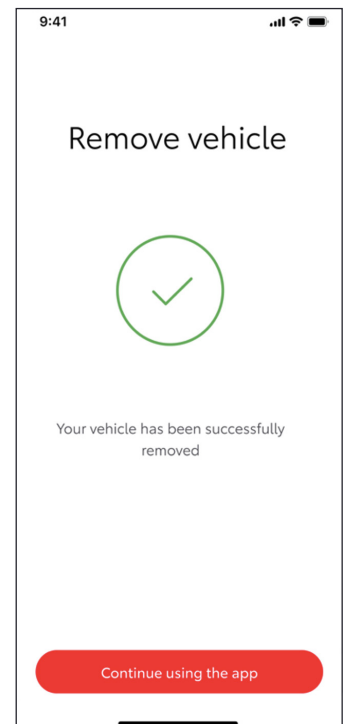 9:41
Remove vehicle
Your vehicle has been successfully
removed
Continue using the app